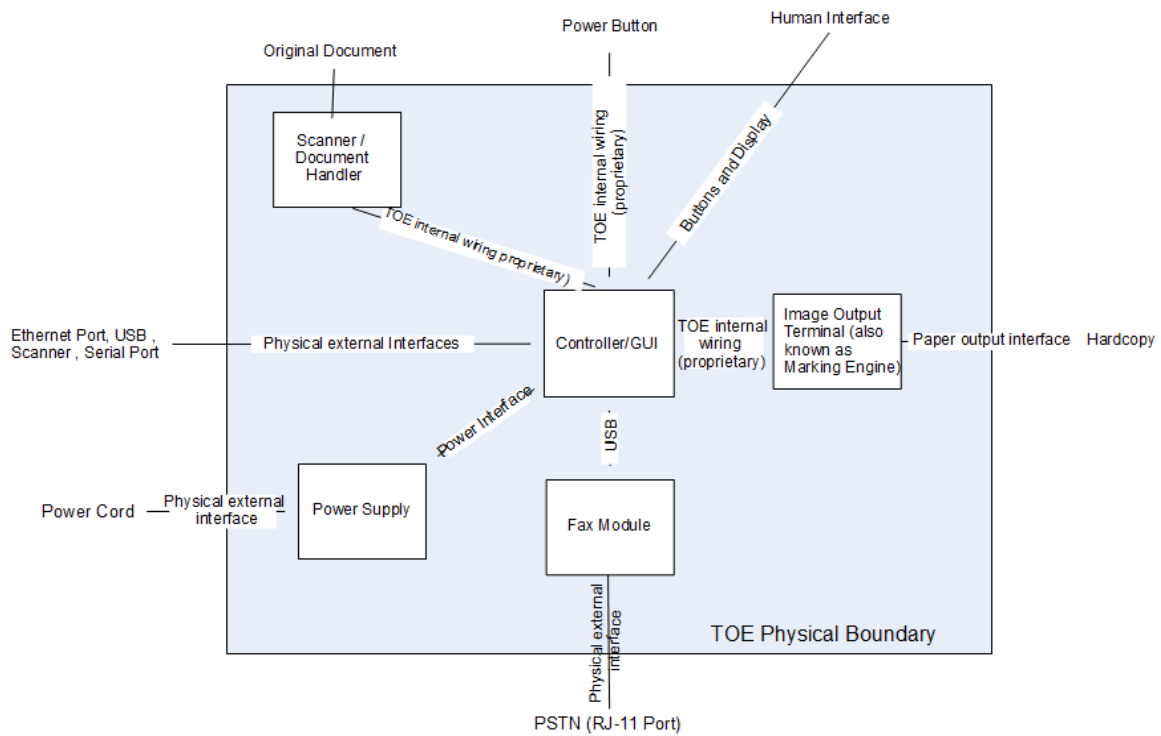 Human Interface
Power Button
Original Document
Scanner /
Document
Handler
TOE internal wiring
(proprietary)
Buttons and Display
TOE internal wiring proprietary)
Ethernet Port, USB ,
Scanner , Serial Port
Physical external Interfaces
Controller/GUI
TOE internal
wiring
(proprietary)
Image Output
Terminal (also
known as
Marking Engine)
Paper output interface
Hardcopy
Power Interface
USB
Power Cord
Physical external
interface
Power Supply
Fax Module
Physical external
interface
TOE Physical Boundary
PSTN (RJ-11 Port)